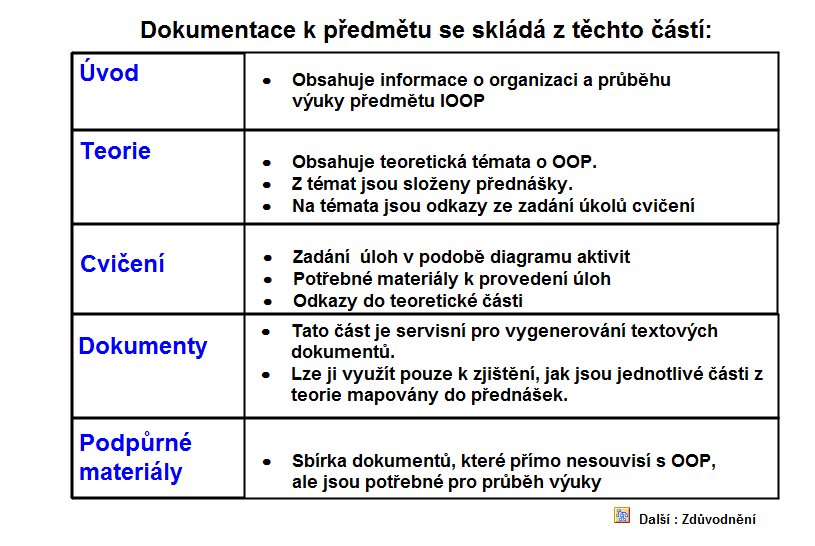 Dokumentace k předmětu se skládá z těchto částí:
Úvod
• Obsahuje informace o organizaci a průběhu
výuky předmětu IOOP
Teorie
• Obsahuje teoretická témata o OOP.
• Z témat jsou složeny přednášky.
• Na témata jsou odkazy ze zadání úkolů cvičení
Cvičení
• Zadání úloh v podobě diagramu aktivit
• Potřebné materiály k provedení úloh
• Odkazy do teoretické části
Dokumenty
• Tato část je servisní pro vygenerování textových
dokumentů.
• Lze ji využít pouze k zjištění, jak jsou jednotlivé části z
teorie mapovány do přednášek.
Podpůrné
materiály
• Sbírka dokumentů, které přímo nesouvisí s OOP,
ale jsou potřebné pro průběh výuky
Další : Zdůvodnění